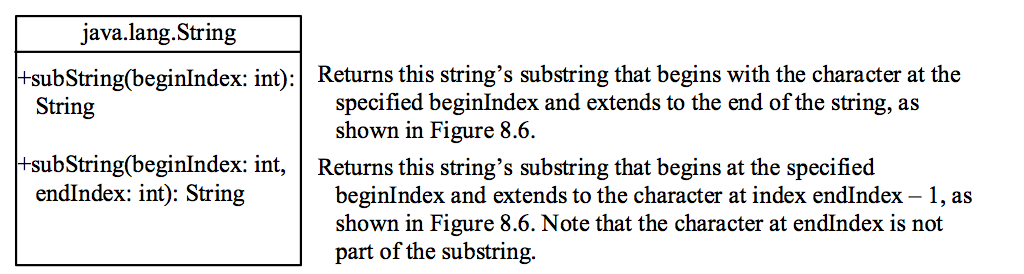 java.lang.String
+subString(beginIndex: int):
String
Returns this string’s substring that begins with the character at the
specified beginIndex and extends to the end of the string, as
shown in Figure 8.6.
+subString(beginIndex: int,
endIndex: int): String
Returns this string’s substring that begins at the specified
beginIndex and extends to the character at index endIndex – 1, as
shown in Figure 8.6. Note that the character at endIndex is not
part of the substring.